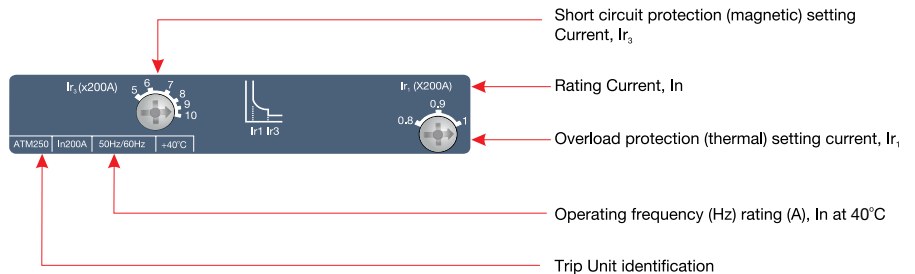 Short circuit protection (magnetic) setting
Current, Ir₃
Ir₃(x200A)
5
6
7
8
9
10
Ir1 Ir3
Ir₁ (X200A)
0.8
0.9
1
Rating Current, In
Overload protection (thermal) setting current, Ir₁
ATM250 In200A 50Hz/60Hz +40°C
Operating frequency (Hz) rating (A), In at 40°C
Trip Unit identification